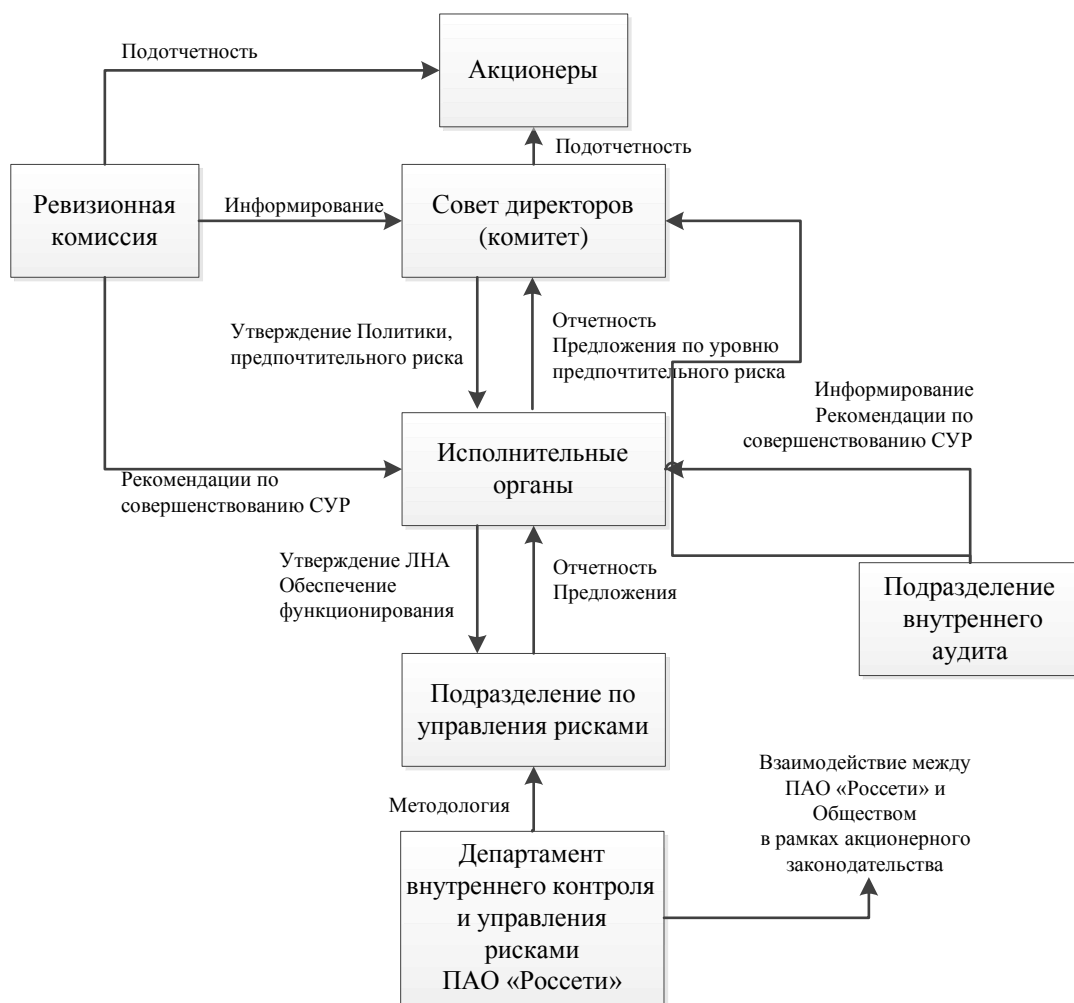 Подотчетность
Акционеры
Подотчетность
Ревизионная
комиссия
Информирование
Совет директоров
(комитет)
Утверждение Политики,
предпочтительного риска
Отчетность
Предложения по уровню
предпочтительного риска
Информирование
Рекомендации по
совершенствованию СУР
Исполнительные
органы
Рекомендации по
совершенствованию СУР
Утверждение ЛНА
Обеспечение
функционирования
Отчетность
Предложения
Подразделение
внутреннего
аудита
Подразделение по
управления рисками
Взаимодействие между
ПАО «Россети» и
Обществом
в рамках акционерного
законодательства
Методология
Департамент
внутреннего контроля
и управления
рисками
ПАО «Россети»